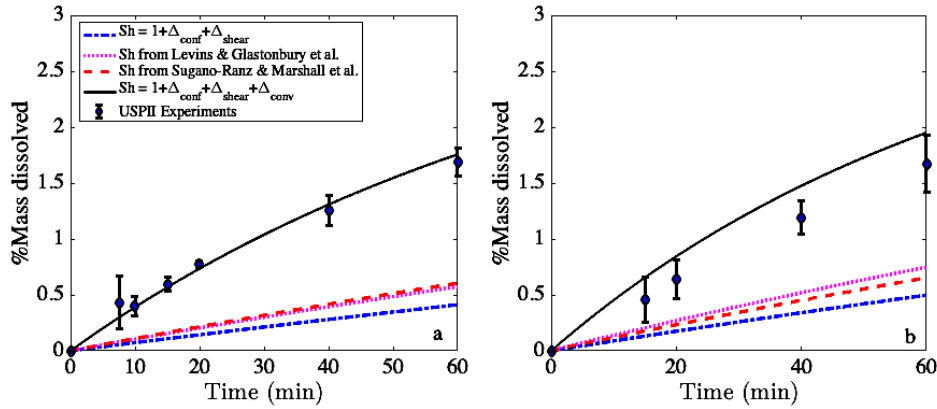 3
2.5
2
1.5
1
0.5
0
%Mass dissolved
Sh = 1+Δconf+Δshear
Sh from Levins & Glastonbury et al.
Sh from Sugano-Ranz & Marshall et al.
Sh = 1+Δconf+Δshear+Δconv
USPII Experiments
a
0 10 20 30 40 50 60
Time (min)
3
2.5
2
1.5
1
0.5
0
%Mass dissolved
b
0 20 40 60
Time (min)